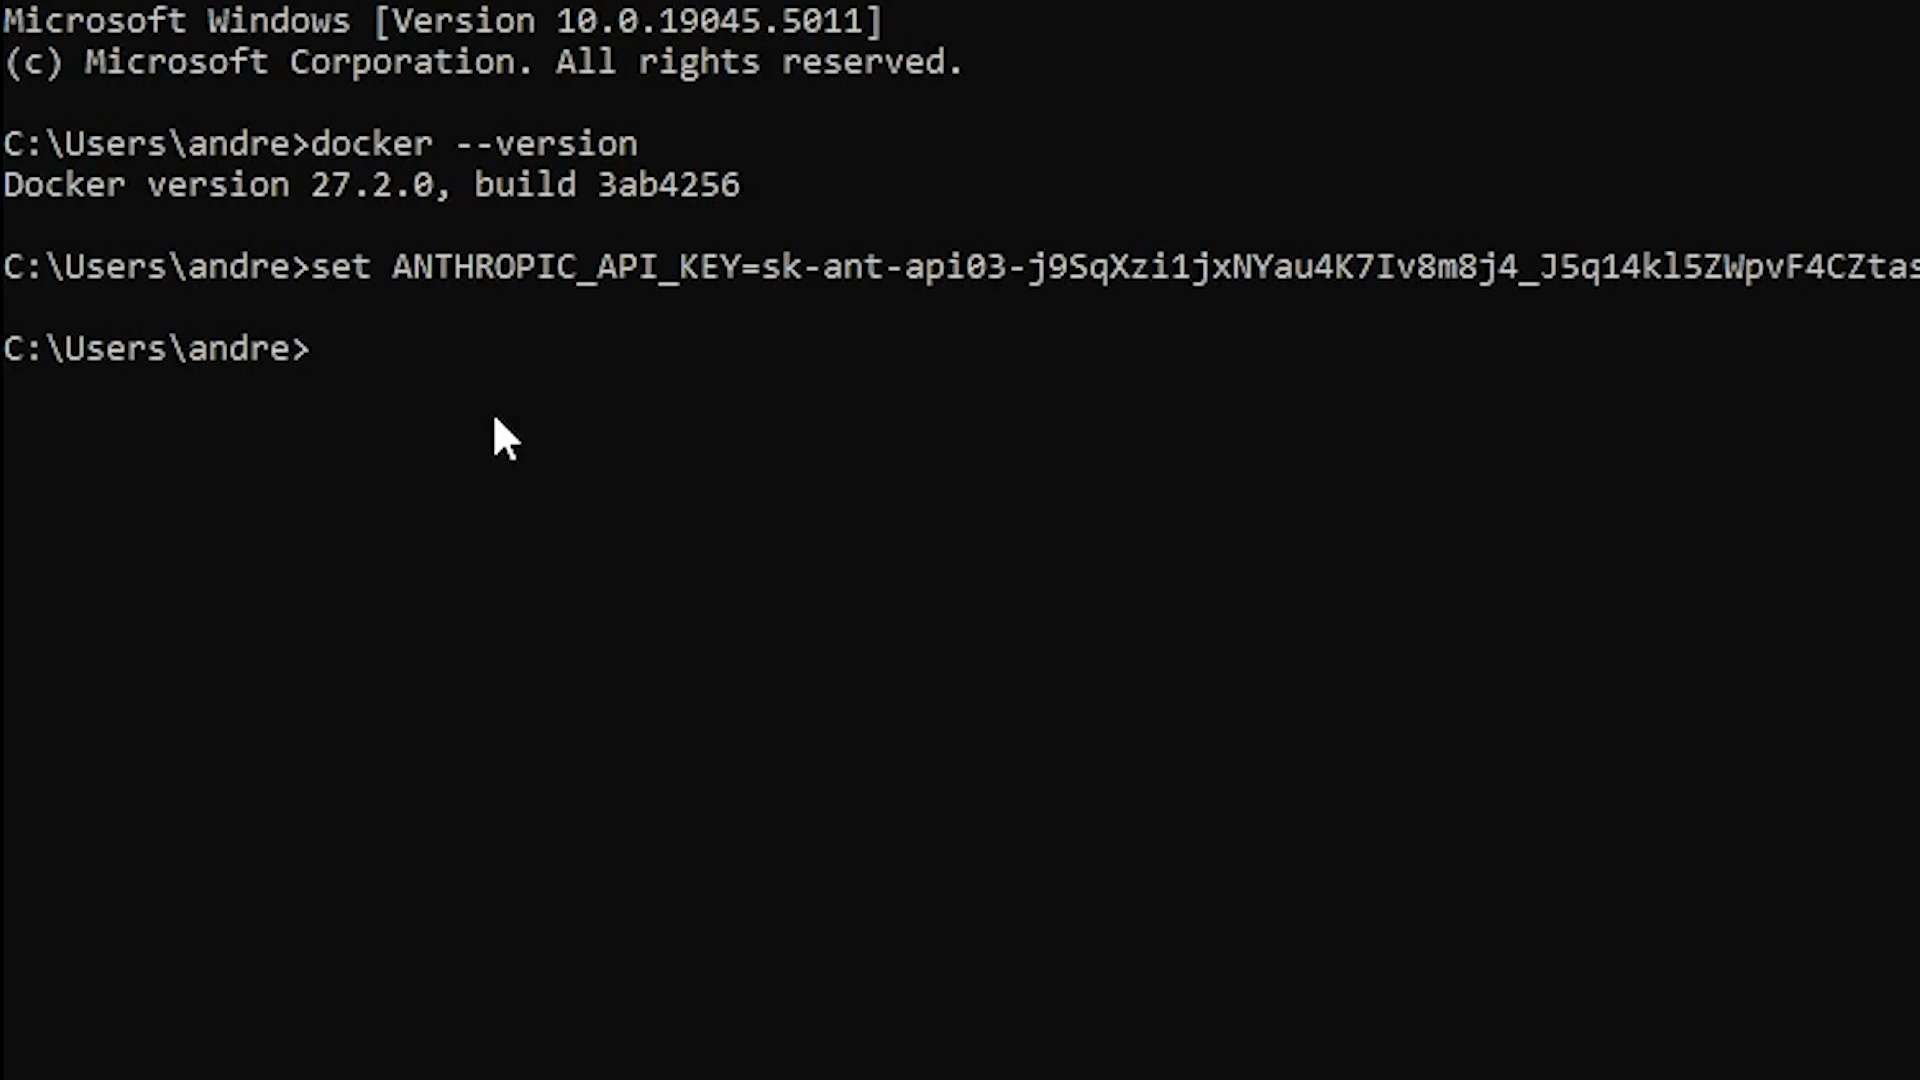 Microsoft Windows [Version 10.0.19045.5011]
(c) Microsoft Corporation. All rights reserved.
C:\Users\andre>docker --version
Docker version 27.2.0, build 3ab4256
C:\Users\andre>set ANTHROPIC_API_KEY=sk-ant-api03-j9SqXzi1jxNYau4K7Iv8m8j4_J5q14kl5ZWpvF4CZtas
C:\Users\andre>